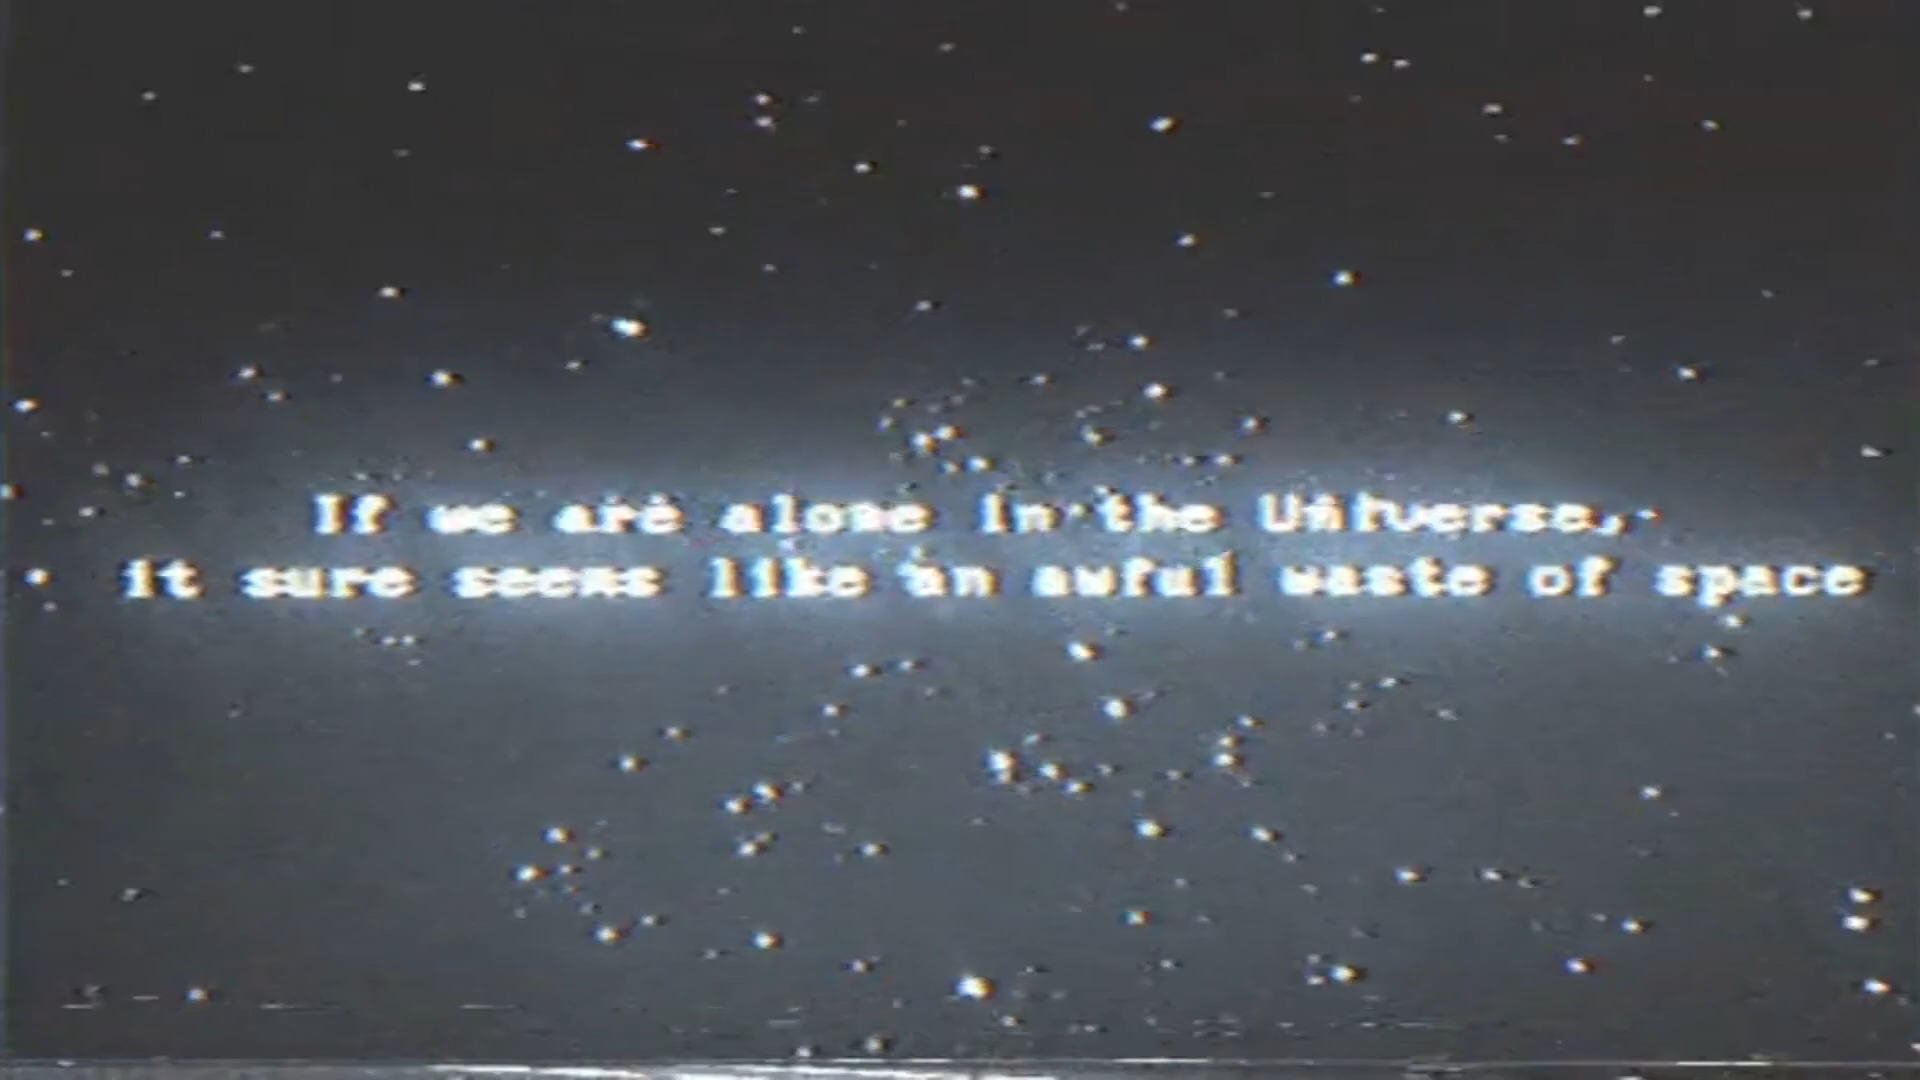 If we are alone in the Universe,
it sure seems like an awful waste of space